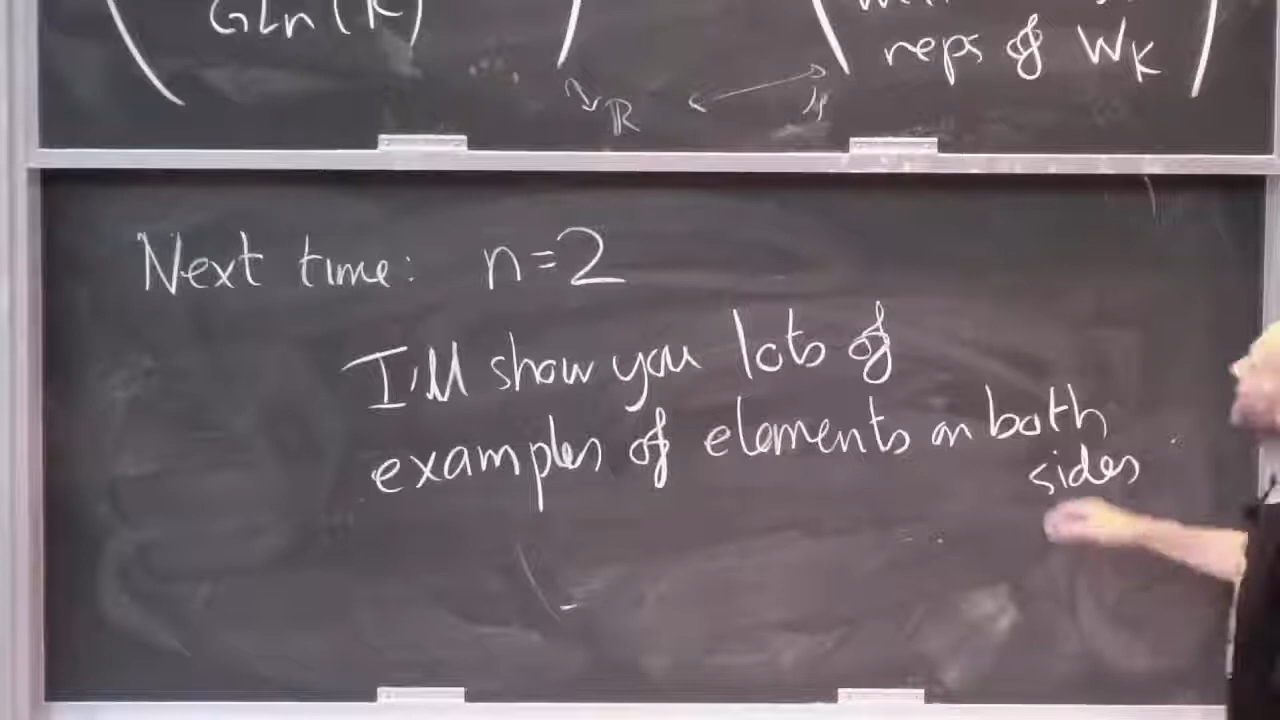 GLn(K)
reps of WK
Next time: n=2
I'll show you lots of
examples of elements on both
sides